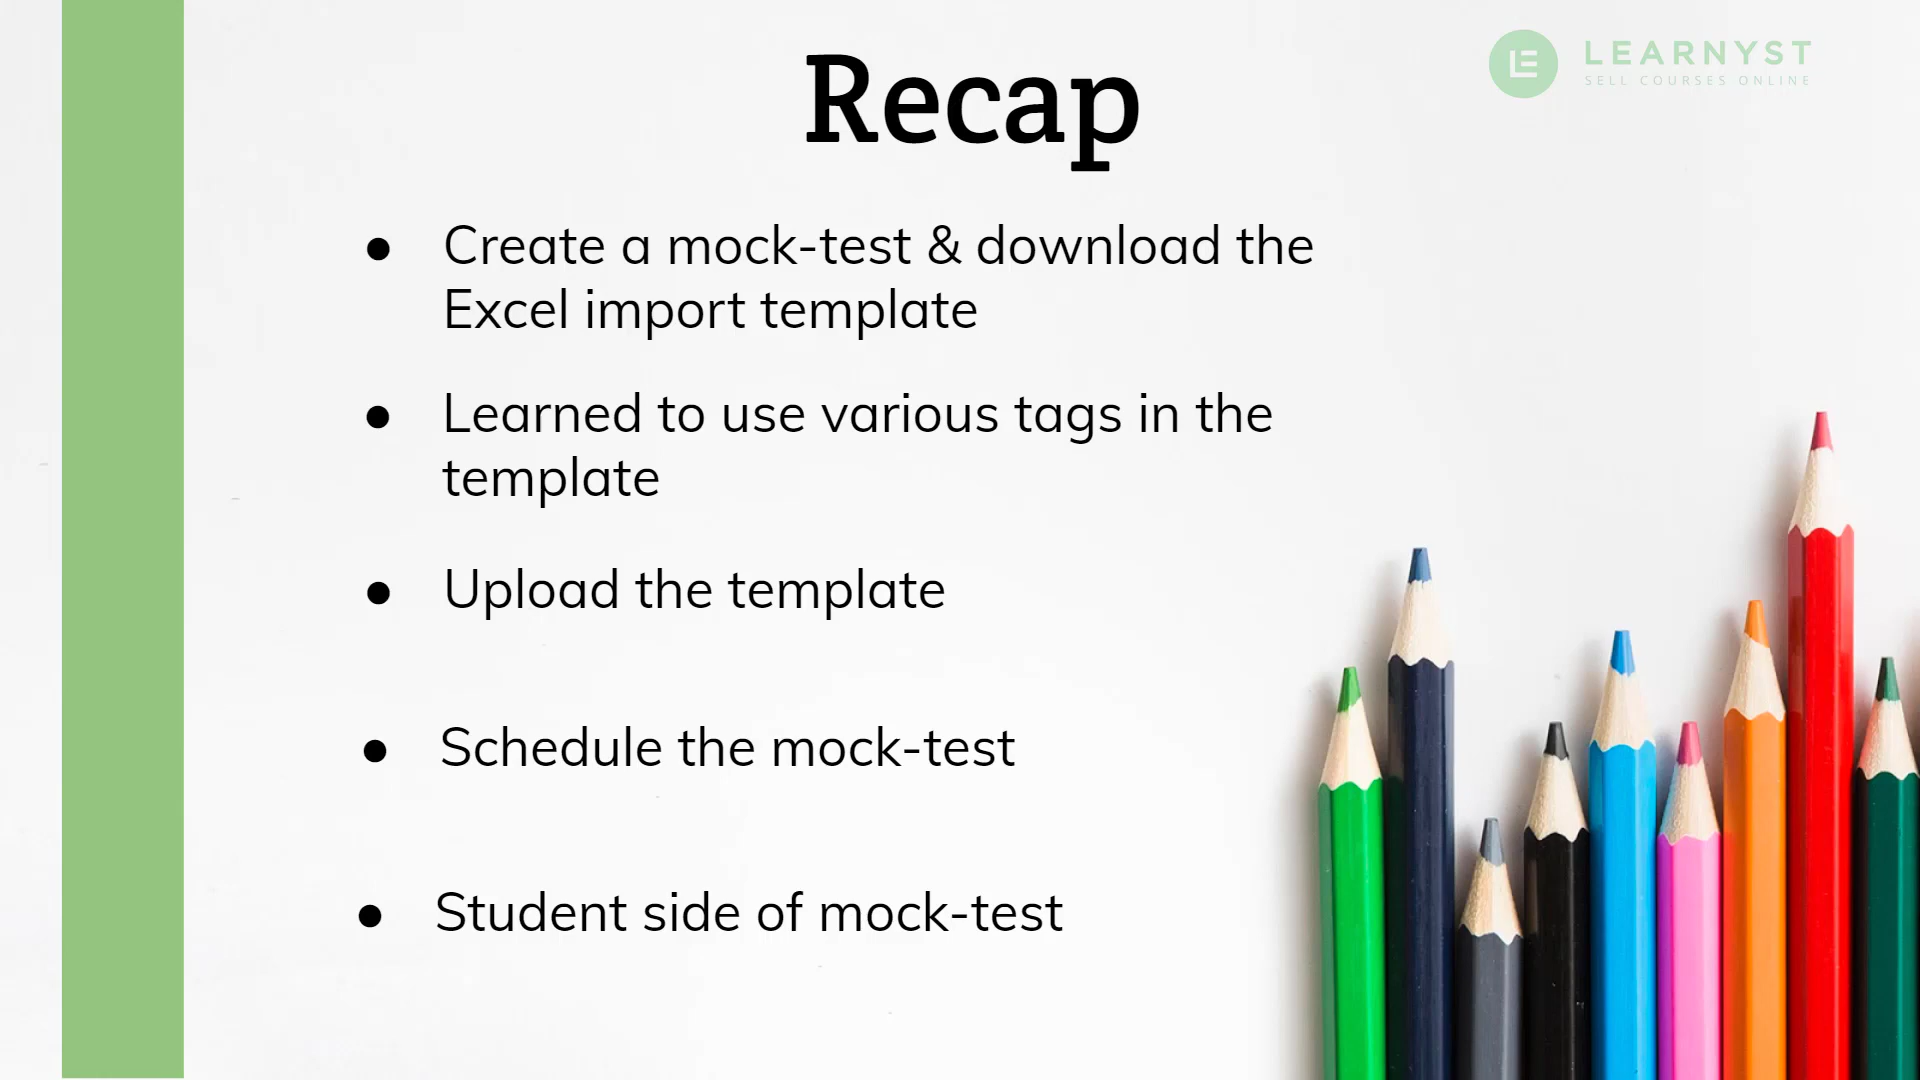 Recap
LEARNYST
SELL COURSES ONLINE
● Create a mock-test & download the
Excel import template
● Learned to use various tags in the
template
● Upload the template
● Schedule the mock-test
● Student side of mock-test